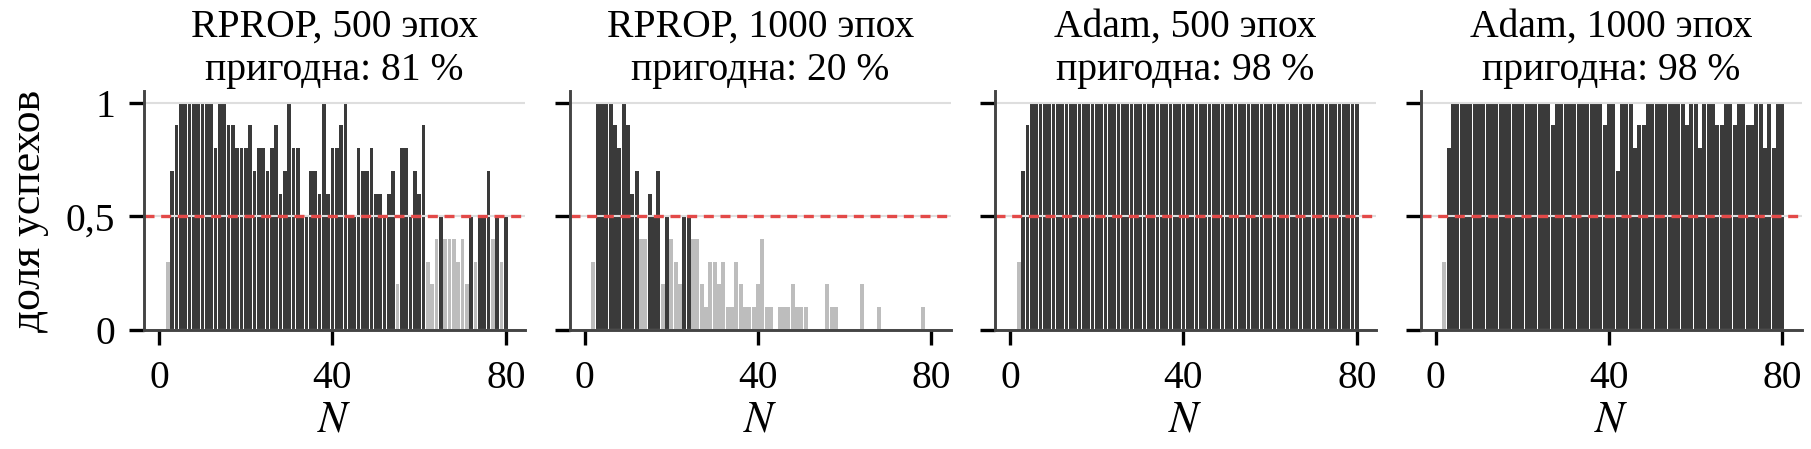 RPROP, 500 эпох
пригодна: 81 %
RPROP, 1000 эпох
пригодна: 20 %
Adam, 500 эпох
пригодна: 98 %
Adam, 1000 эпох
пригодна: 98 %
доля успехов
1
0,5
0
0 40 80
0 40 80
0 40 80
0 40 80
N
N
N
N